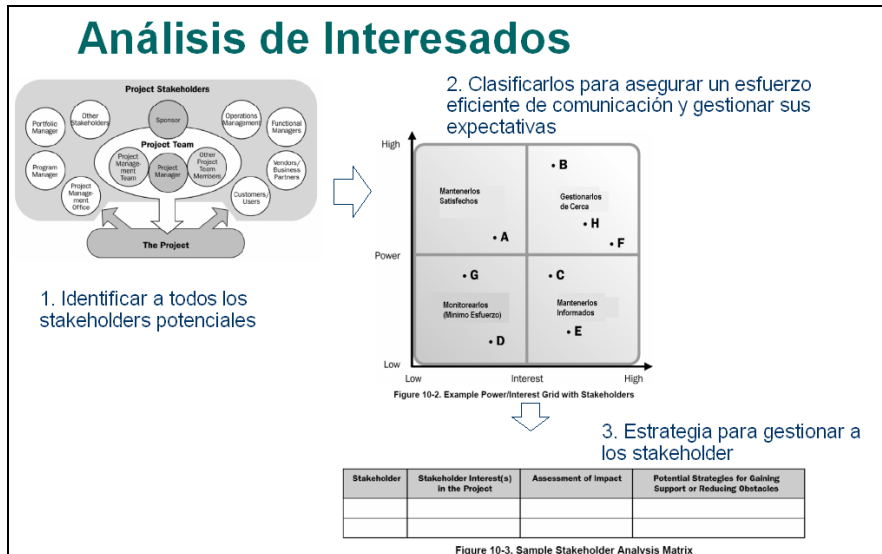 Análisis de Interesados
Project Stakeholders
Portfolio
Manager
Other
Stakeholders
Sponsor
Operations
Management
Functional
Managers
Project Team
Program
Manager
Project
Manage-
ment
Team
Project
Manager
Other
Project
Team
Members
Vendors/
Business
Partners
Project
Manage-
ment
Office
Customers/
Users
The Project
1. Identificar a todos los
stakeholders potenciales
2. Clasificarlos para asegurar un esfuerzo
eficiente de comunicación y gestionar sus
expectativas
High
Power
Low
Mantenerlos
Satisfechos
• A
• B
Gestionarlos
de Cerca
• H
• F
• G
Monitorearlos
(Minimo Esfuerzo)
• D
• C
Mantenerlos
Informados
• E
Low
Interest
High
Figure 10-2. Example Power/Interest Grid with Stakeholders
3. Estrategia para gestionar a
los stakeholder
Stakeholder
Stakeholder Interest(s)
in the Project
Assessment of Impact
Potential Strategies for Gaining
Support or Reducing Obstacles
Figure 10-3. Sample Stakeholder Analysis Matrix